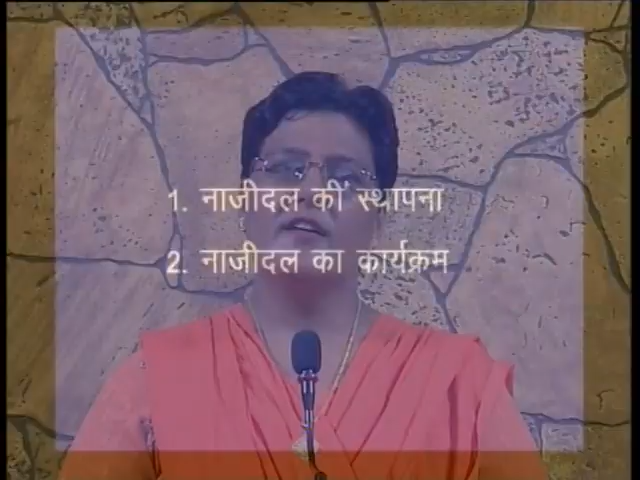 1. नाजीदल की स्थापना
2. नाजीदल का कार्यक्रम